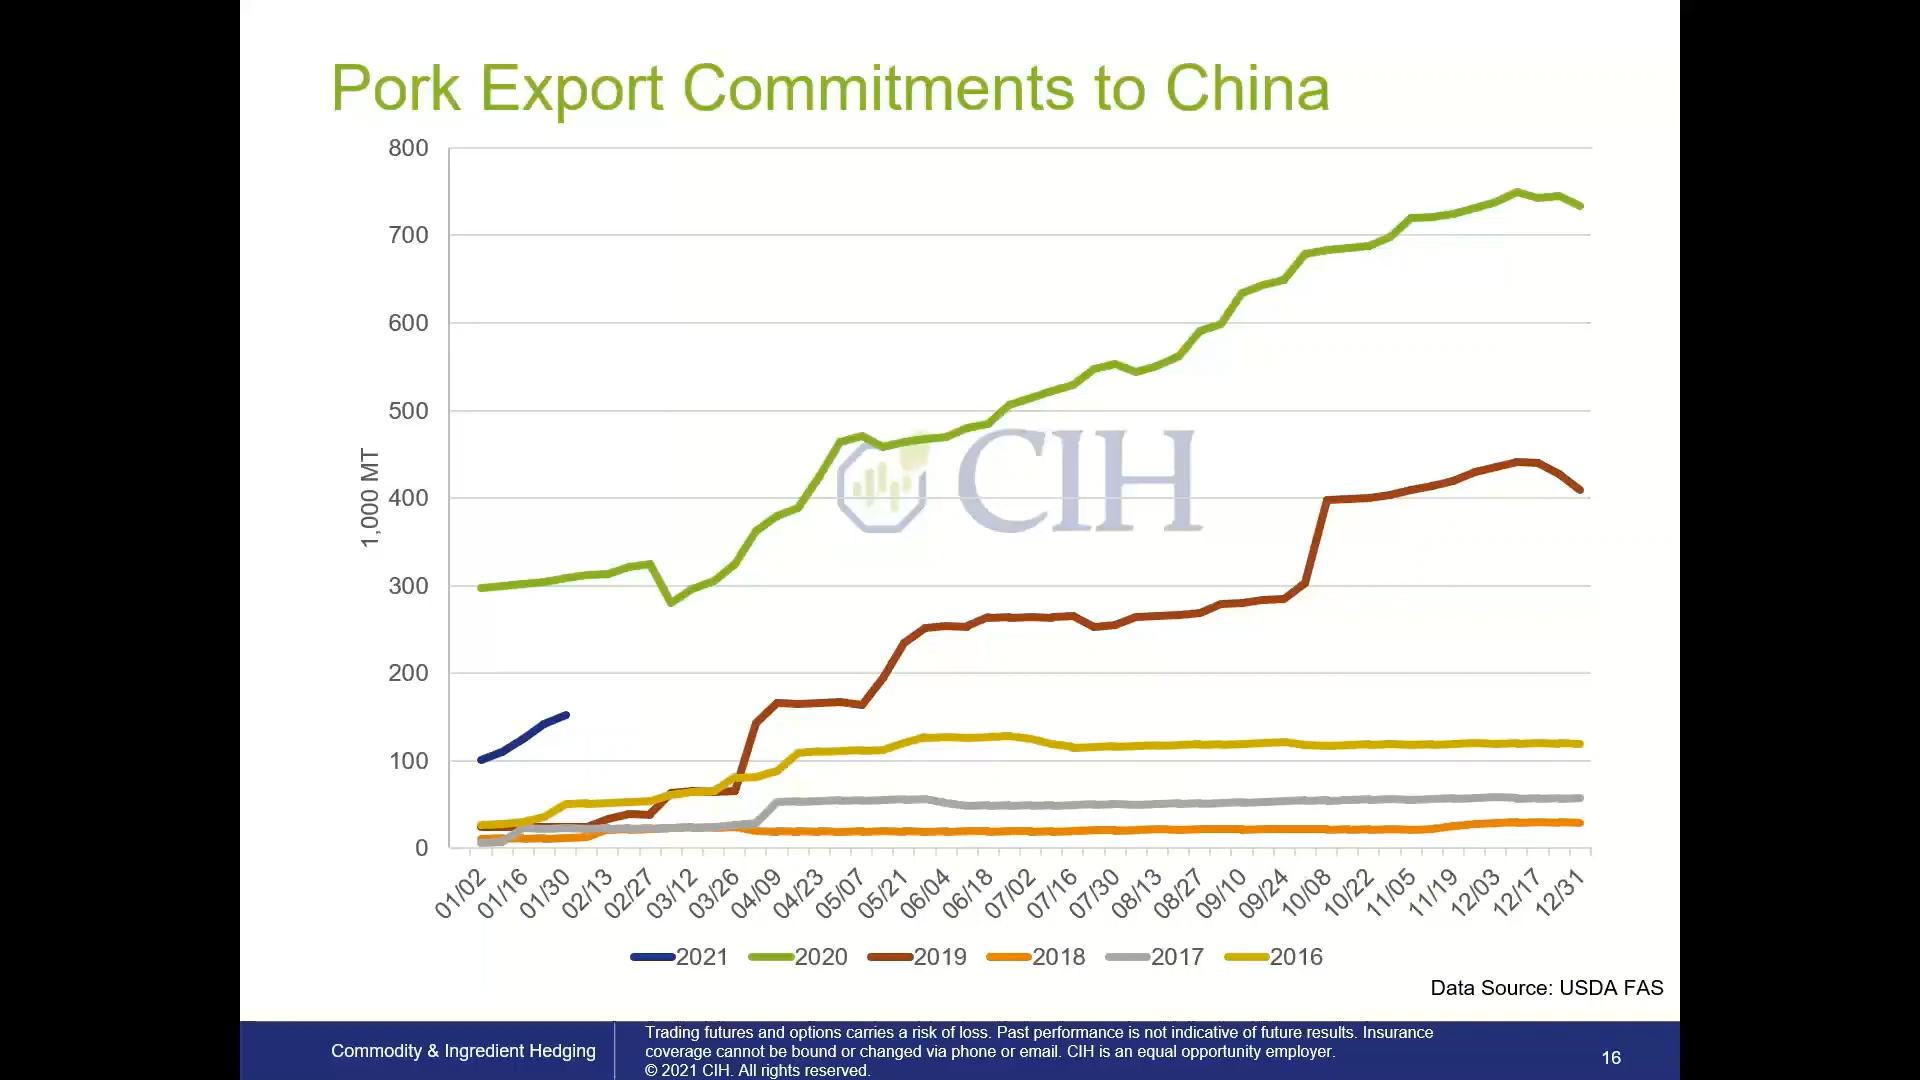 Pork Export Commitments to China
800
700
600
500
400
300
200
100
0
1,000 MT
CIH
01/02 01/16 01/30 02/13 02/27 03/12 03/26 04/09 04/23 05/07 05/21 06/04 06/18 07/02 07/16 07/30 08/13 08/27 09/10 09/24 10/08 10/22 11/05 11/19 12/03 12/17 12/31
2021 2020 2019 2018 2017 2016
Data Source: USDA FAS
Commodity & Ingredient Hedging
Trading futures and options carries a risk of loss. Past performance is not indicative of future results. Insurance
coverage cannot be bound or changed via phone or email. CIH is an equal opportunity employer.
© 2021 CIH. All rights reserved.
16